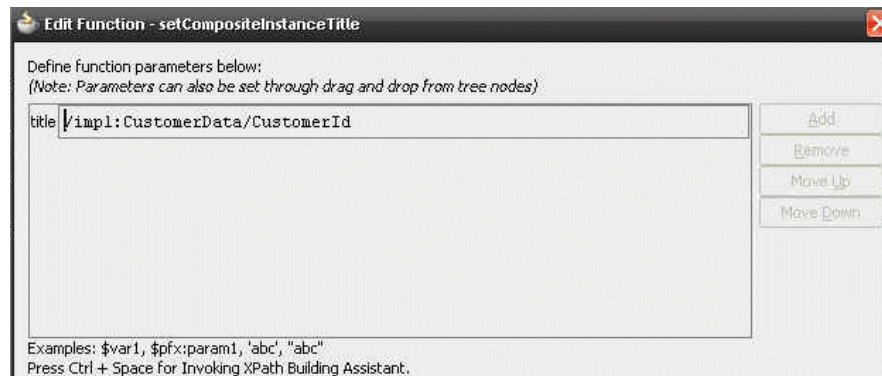 Edit Function - setCompositeInstanceTitle
Define function parameters below:
(Note: Parameters can also be set through drag and drop from tree nodes)
title /impl:CustomerData/CustomerId
Add
Remove
Move Up
Move Down
Examples: $var1, $pfx:param1, 'abc', "abc"
Press Ctrl + Space for Invoking XPath Building Assistant.